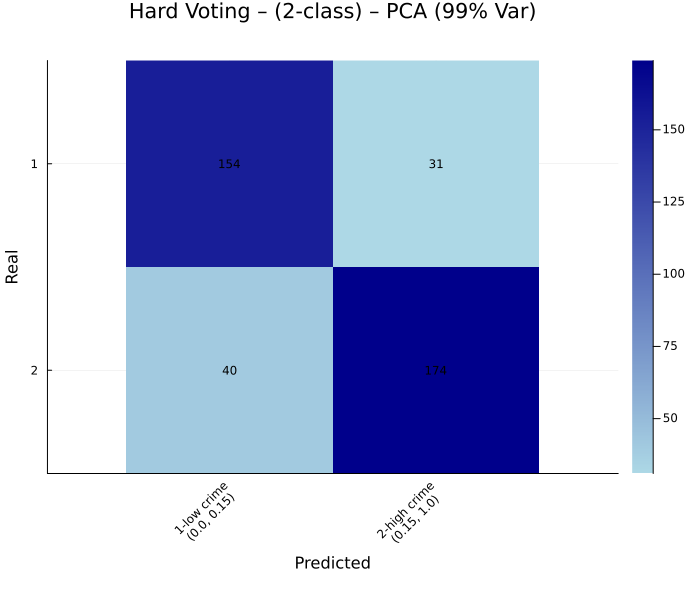 Hard Voting – (2-class) – PCA (99% Var)
Real
1
2
154
31
40
174
1-low crime
(0.0, 0.15)
2-high crime
(0.15, 1.0)
Predicted
150
125
100
75
50